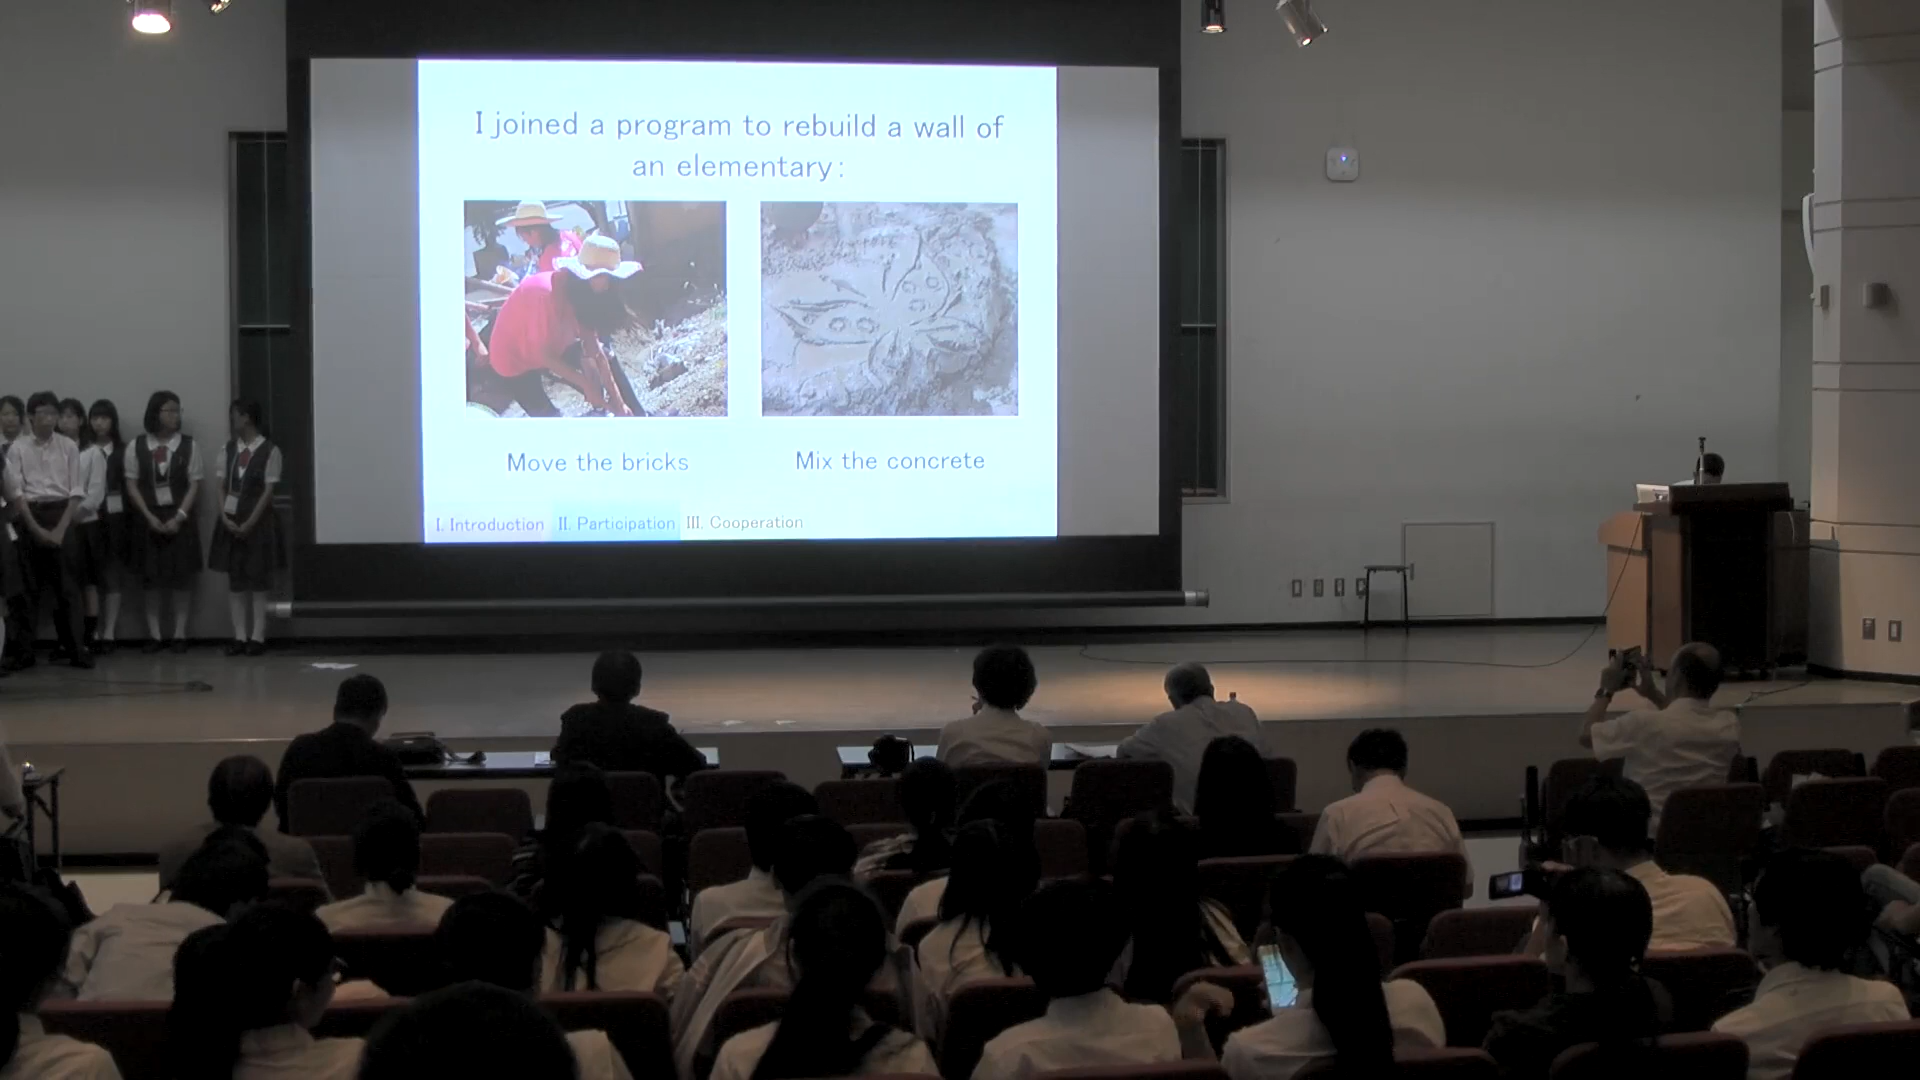 I joined a program to rebuild a wall of
an elementary:
Move the bricks
Mix the concrete
I. Introduction II. Participation III. Cooperation